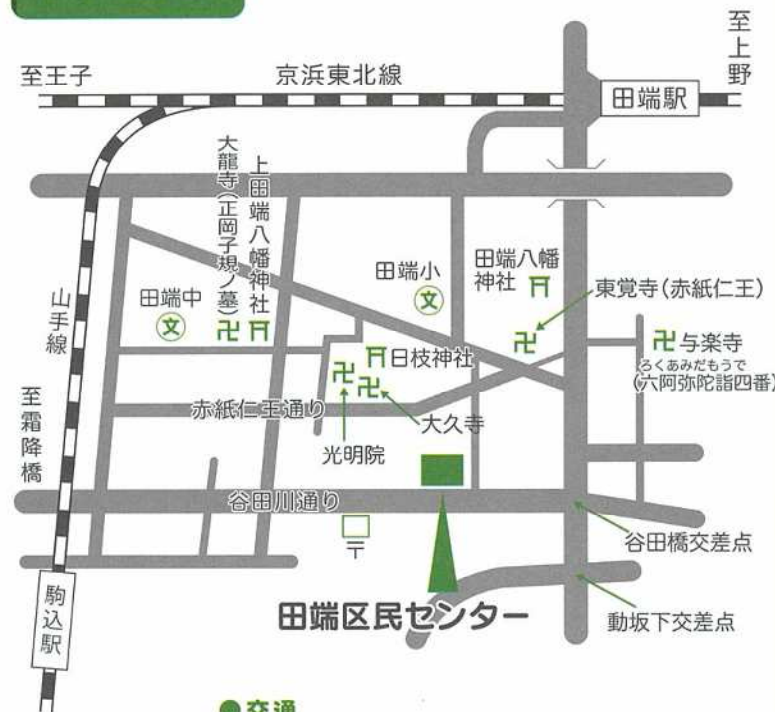 至上野
至王子
京浜東北線
田端駅
大龍寺(正岡子規ノ墓)
上田端八幡神社
田端小
文
田端八幡
神社
田端中
文
東覚寺(赤紙仁王)
山手線
日枝神社
与楽寺
ろくあみだもうで
(六阿弥陀詣四番)
至霜降橋
赤紙仁王通り
大久寺
光明院
谷田川通り
〒
谷田橋交差点
駒込駅
田端区民センター
動坂下交差点
●交通